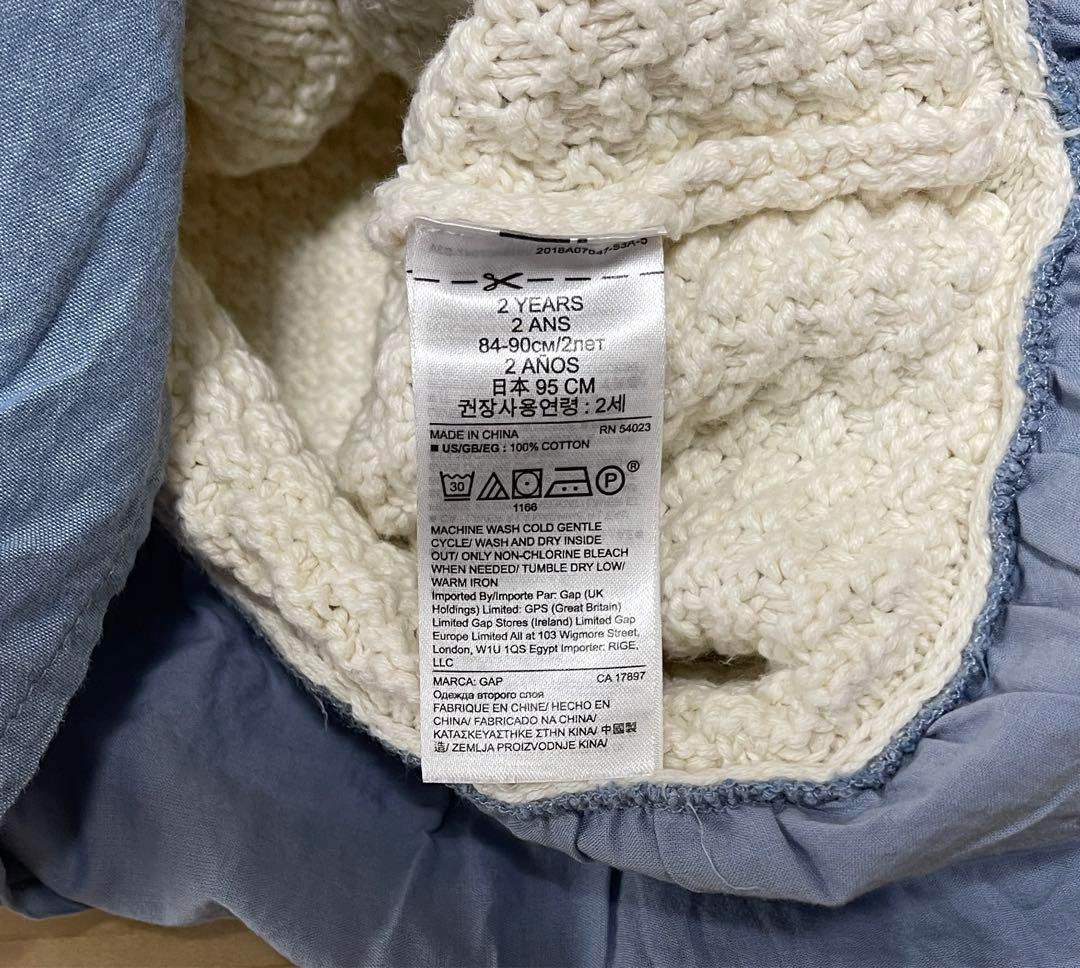 2 YEARS
2 ANS
84-90см/2лет
2 AÑOS
日本 95 CM
권장사용연령 : 2세
MADE IN CHINA RN 54023
US/GB/EG : 100% COTTON
30 P ®
1166
MACHINE WASH COLD GENTLE
CYCLE/ WASH AND DRY INSIDE
OUT/ ONLY NON-CHLORINE BLEACH
WHEN NEEDED/ TUMBLE DRY LOW/
WARM IRON
Imported By/Importe Par: Gap (UK
Holdings) Limited: GPS (Great Britain)
Limited Gap Stores (Ireland) Limited Gap
Europe Limited All at 103 Wigmore Street,
London, W1U 1QS Egypt Importer: RIGE,
LLC
MARCA: GAP CA 17897
Одежда второго слоя
FABRIQUE EN CHINE/ HECHO EN
CHINA/ FABRICADO NA CHINA/
ΚΑΤΑΣΚΕΥΑΣΤΗΚΕ ΣΤΗΝ ΚΙΝΑ/ 中國製
造/ ZEMLJA PROIZVODNJE KINA/